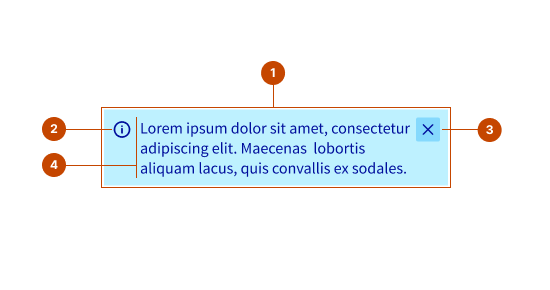 1
2
Lorem ipsum dolor sit amet, consectetur
3
adipiscing elit. Maecenas lobortis
4
aliquam lacus, quis convallis ex sodales.